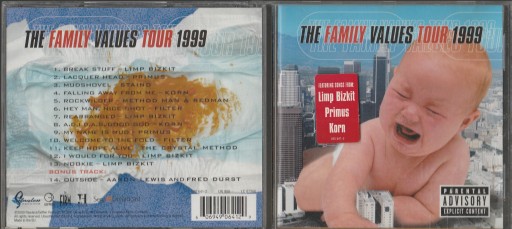 THE FAMILY VALUES TOUR 1999
1. BREAK STUFF - LIMP BIZKIT
2. LACQUER HEAD - PRIMUS
3. MUDSHOVEL - STAIND
4. FALLING AWAY FROM ME - KORN
5. ROCKWILDER - METHOD MAN & REDMAN
6. HEY MAN, NICE SHOT - FILTER
7. REARRANGED - LIMP BIZKIT
9. MY NAME IS MUD - PRIMUS
10. WELCOME TO THE FOLD - FILTER
11. KEEP HOPE ALIVE - THE CRYSTAL METHOD
12. I WOULD FOR YOU - LIMP BIZKIT
13. NOOKIE - LIMP BIZKIT
BONUS TRACK:
14. OUTSIDE - AARON LEWIS AND FRED DURST
THE FAMILY VALUES TOUR 1999
FEATURING SONGS FROM
Limp Bizkit
Primus
Korn
PARENTAL
ADVISORY
EXPLICIT CONTENT